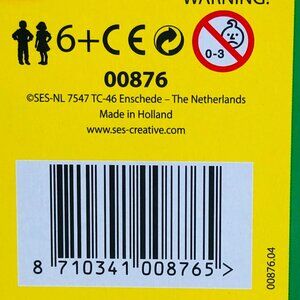 WARNING:
6+ CE
0-3
00876
©SES-NL 7547 TC-46 Enschede – The Netherlands
Made in Holland
www.ses-creative.com
8 710341 008765 >
00876.04